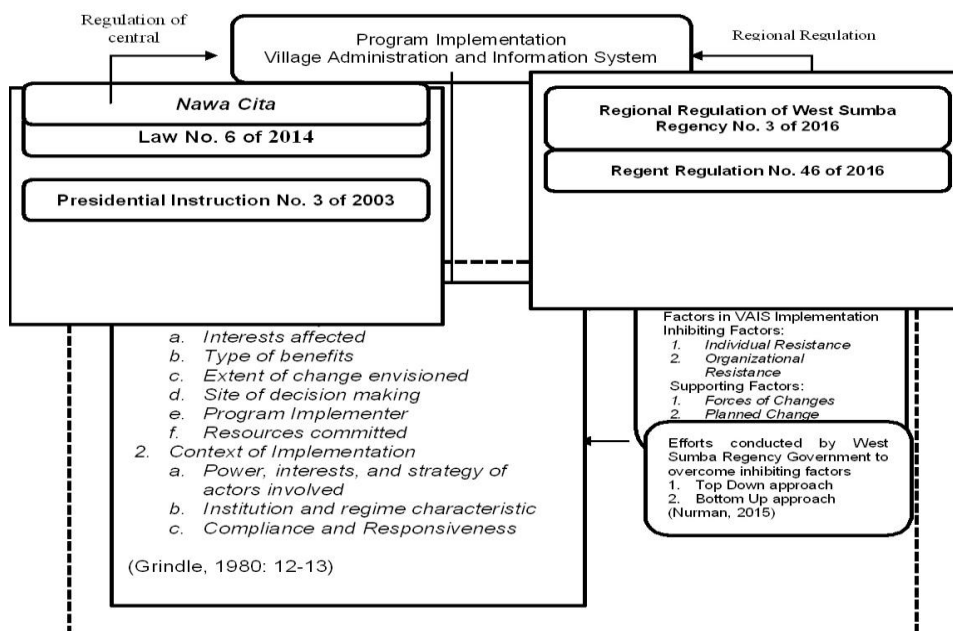 Regulation of
central
Program Implementation
Village Administration and Information System
Regional Regulation
Nawa Cita
Law No. 6 of 2014
Presidential Instruction No. 3 of 2003
Regional Regulation of West Sumba
Regency No. 3 of 2016
Regent Regulation No. 46 of 2016
a. Interests affected
b. Type of benefits
c. Extent of change envisioned
d. Site of decision making
e. Program Implementer
f. Resources committed
2. Context of Implementation
a. Power, interests, and strategy of
actors involved
b. Institution and regime characteristic
c. Compliance and Responsiveness
(Grindle, 1980: 12-13)
Factors in VAIS Implementation
Inhibiting Factors:
1. Individual Resistance
2. Organizational
Resistance
Supporting Factors:
1. Forces of Changes
2. Planned Change
Efforts conducted by West
Sumba Regency Government to
overcome inhibiting factors
1. Top Down approach
2. Bottom Up approach
(Nurman, 2015)